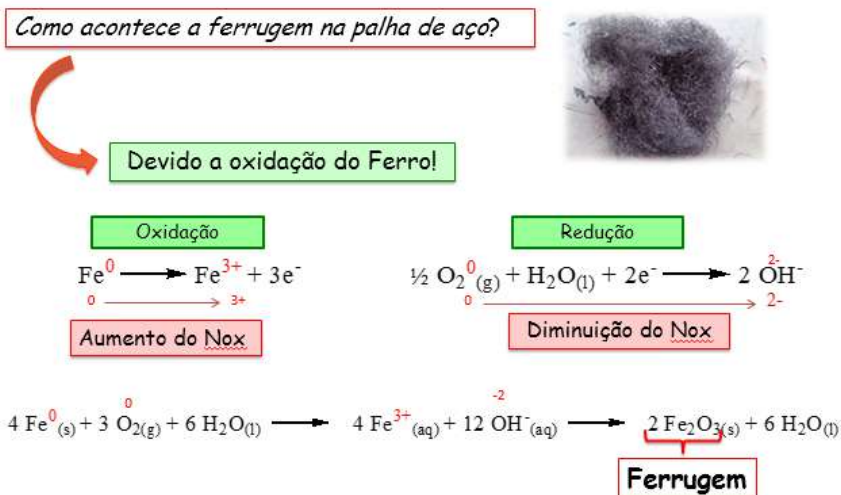 Como acontece a ferrugem na palha de aço?
Devido a oxidação do Ferro!
Oxidação
Redução
Fe⁰ ⟶ Fe³⁺ + 3e⁻
0 ⟶ 3+
Aumento do Nox
2-
½ O₂⁰(g) + H₂O(l) + 2e⁻ ⟶ 2 OH⁻
0 ⟶ 2-
Diminuição do Nox
0 -2
4 Fe⁰(s) + 3 O₂(g) + 6 H₂O(l) ⟶ 4 Fe³⁺(aq) + 12 OH⁻(aq) ⟶ 2 Fe₂O₃(s) + 6 H₂O(l)
Ferrugem